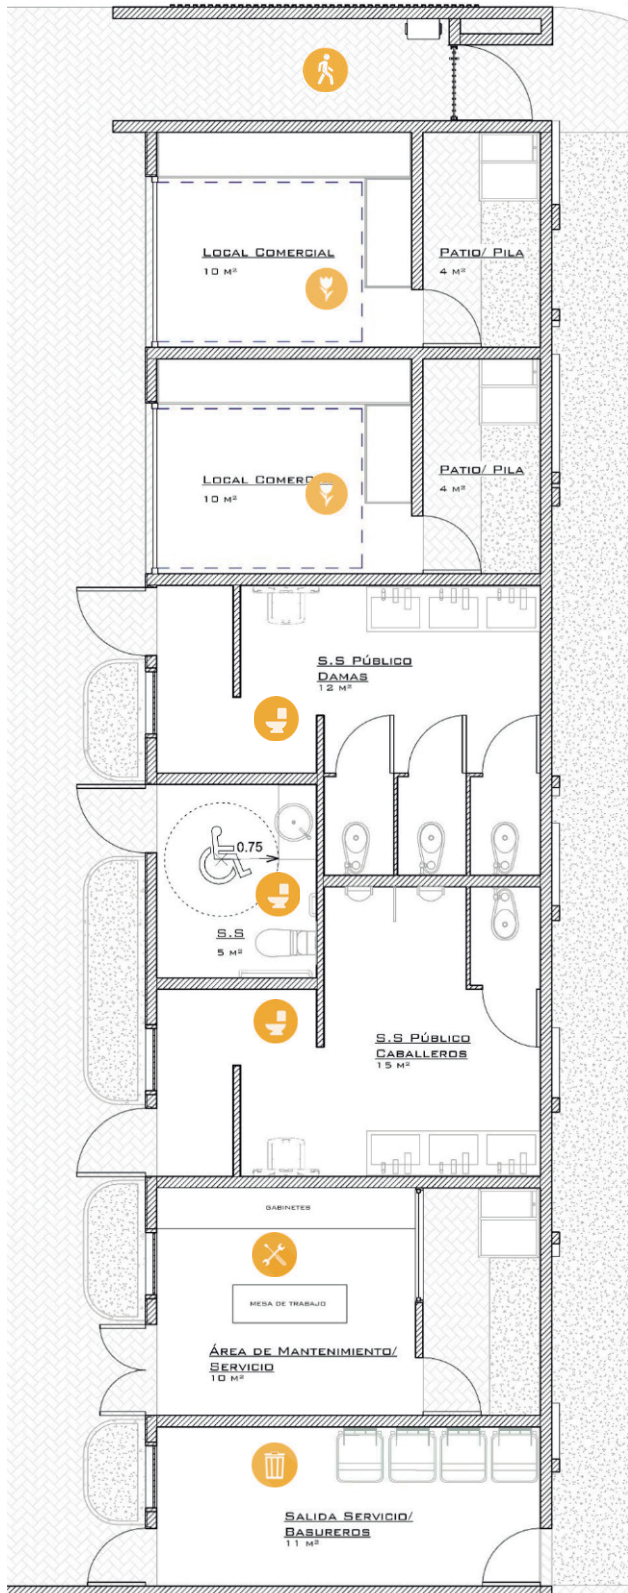 LOCAL COMERCIAL
10 M²
PATIO/ PILA
4 M²
LOCAL COMERC
10 M²
PATIO/ PILA
4 M²
S.S PÚBLICO
DAMAS
12 M²
0.75
S.S
5 M²
S.S PÚBLICO
CABALLEROS
15 M²
GABINETES
MESA DE TRABAJO
ÁREA DE MANTENIMIENTO/
SERVICIO
10 M²
SALIDA SERVICIO/
BASUREROS
11 M²